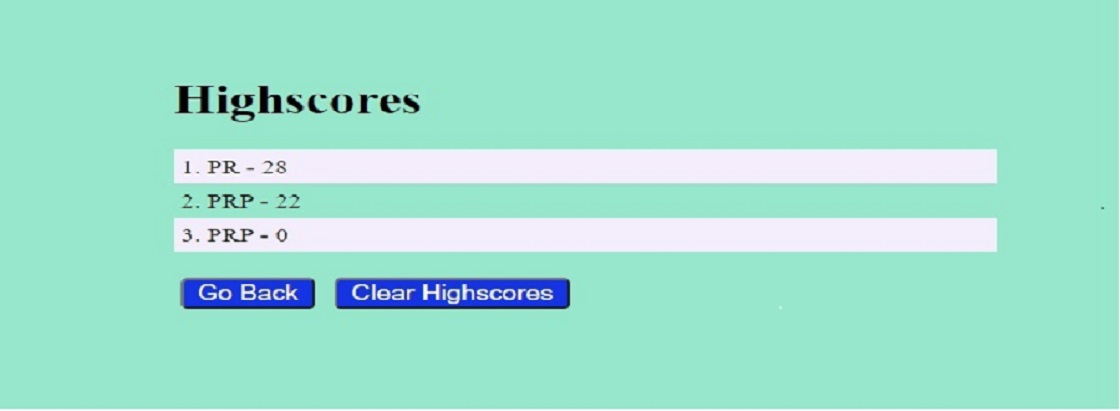 Highscores
1. PR - 28
2. PRP - 22
3. PRP - 0
Go Back Clear Highscores